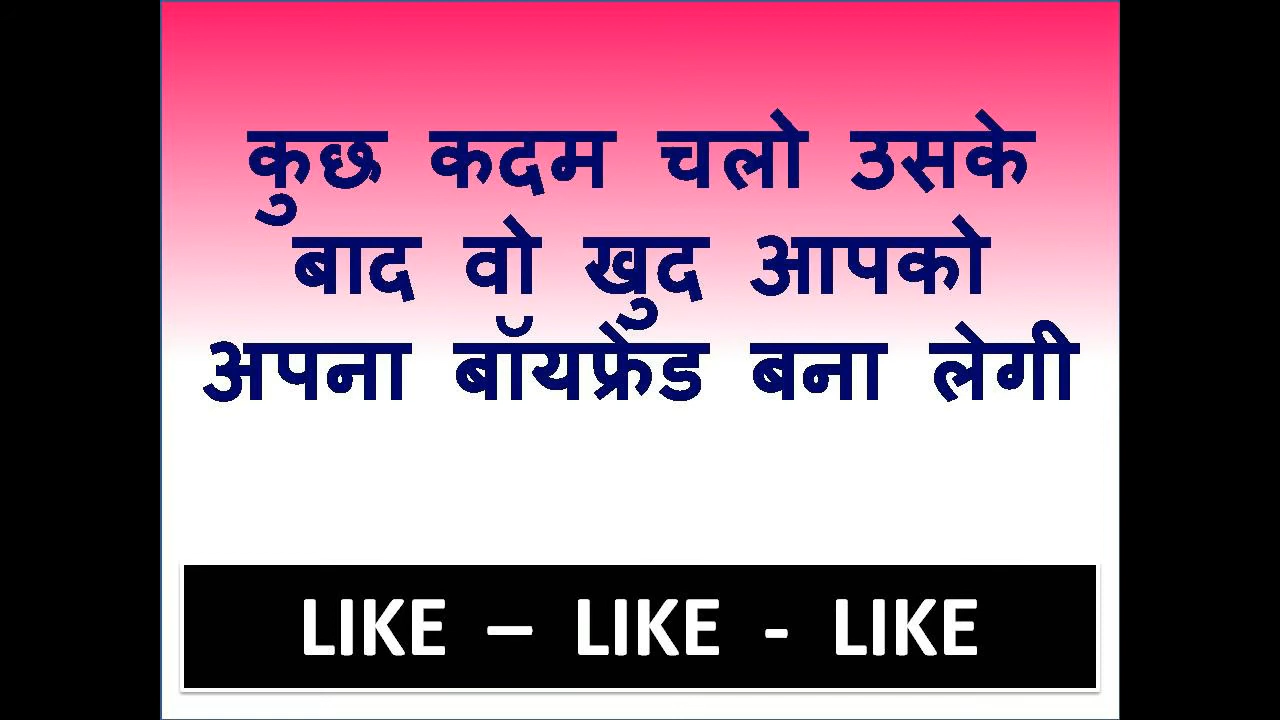 कुछ कदम चलो उसके
बाद वो खुद आपको
अपना बॉयफ्रेंड बना लेगी
LIKE – LIKE - LIKE